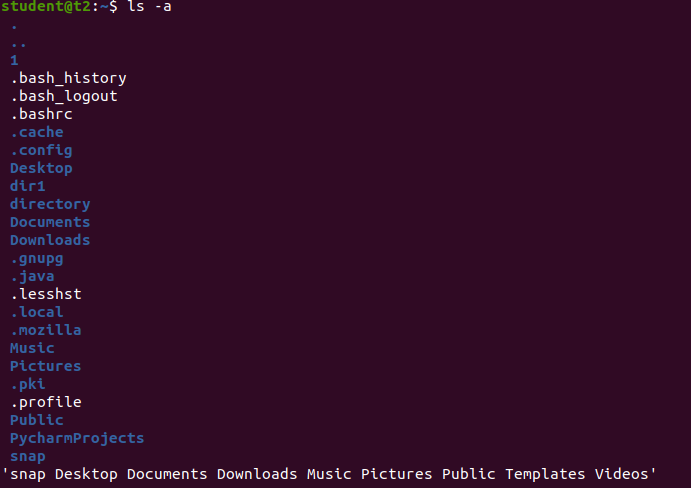 student@t2:~$ ls -a
.
..
1
.bash_history
.bash_logout
.bashrc
.cache
.config
Desktop
dir1
directory
Documents
Downloads
.gnupg
.java
.lesshst
.local
.mozilla
Music
Pictures
.pki
.profile
Public
PycharmProjects
snap
'snap Desktop Documents Downloads Music Pictures Public Templates Videos'